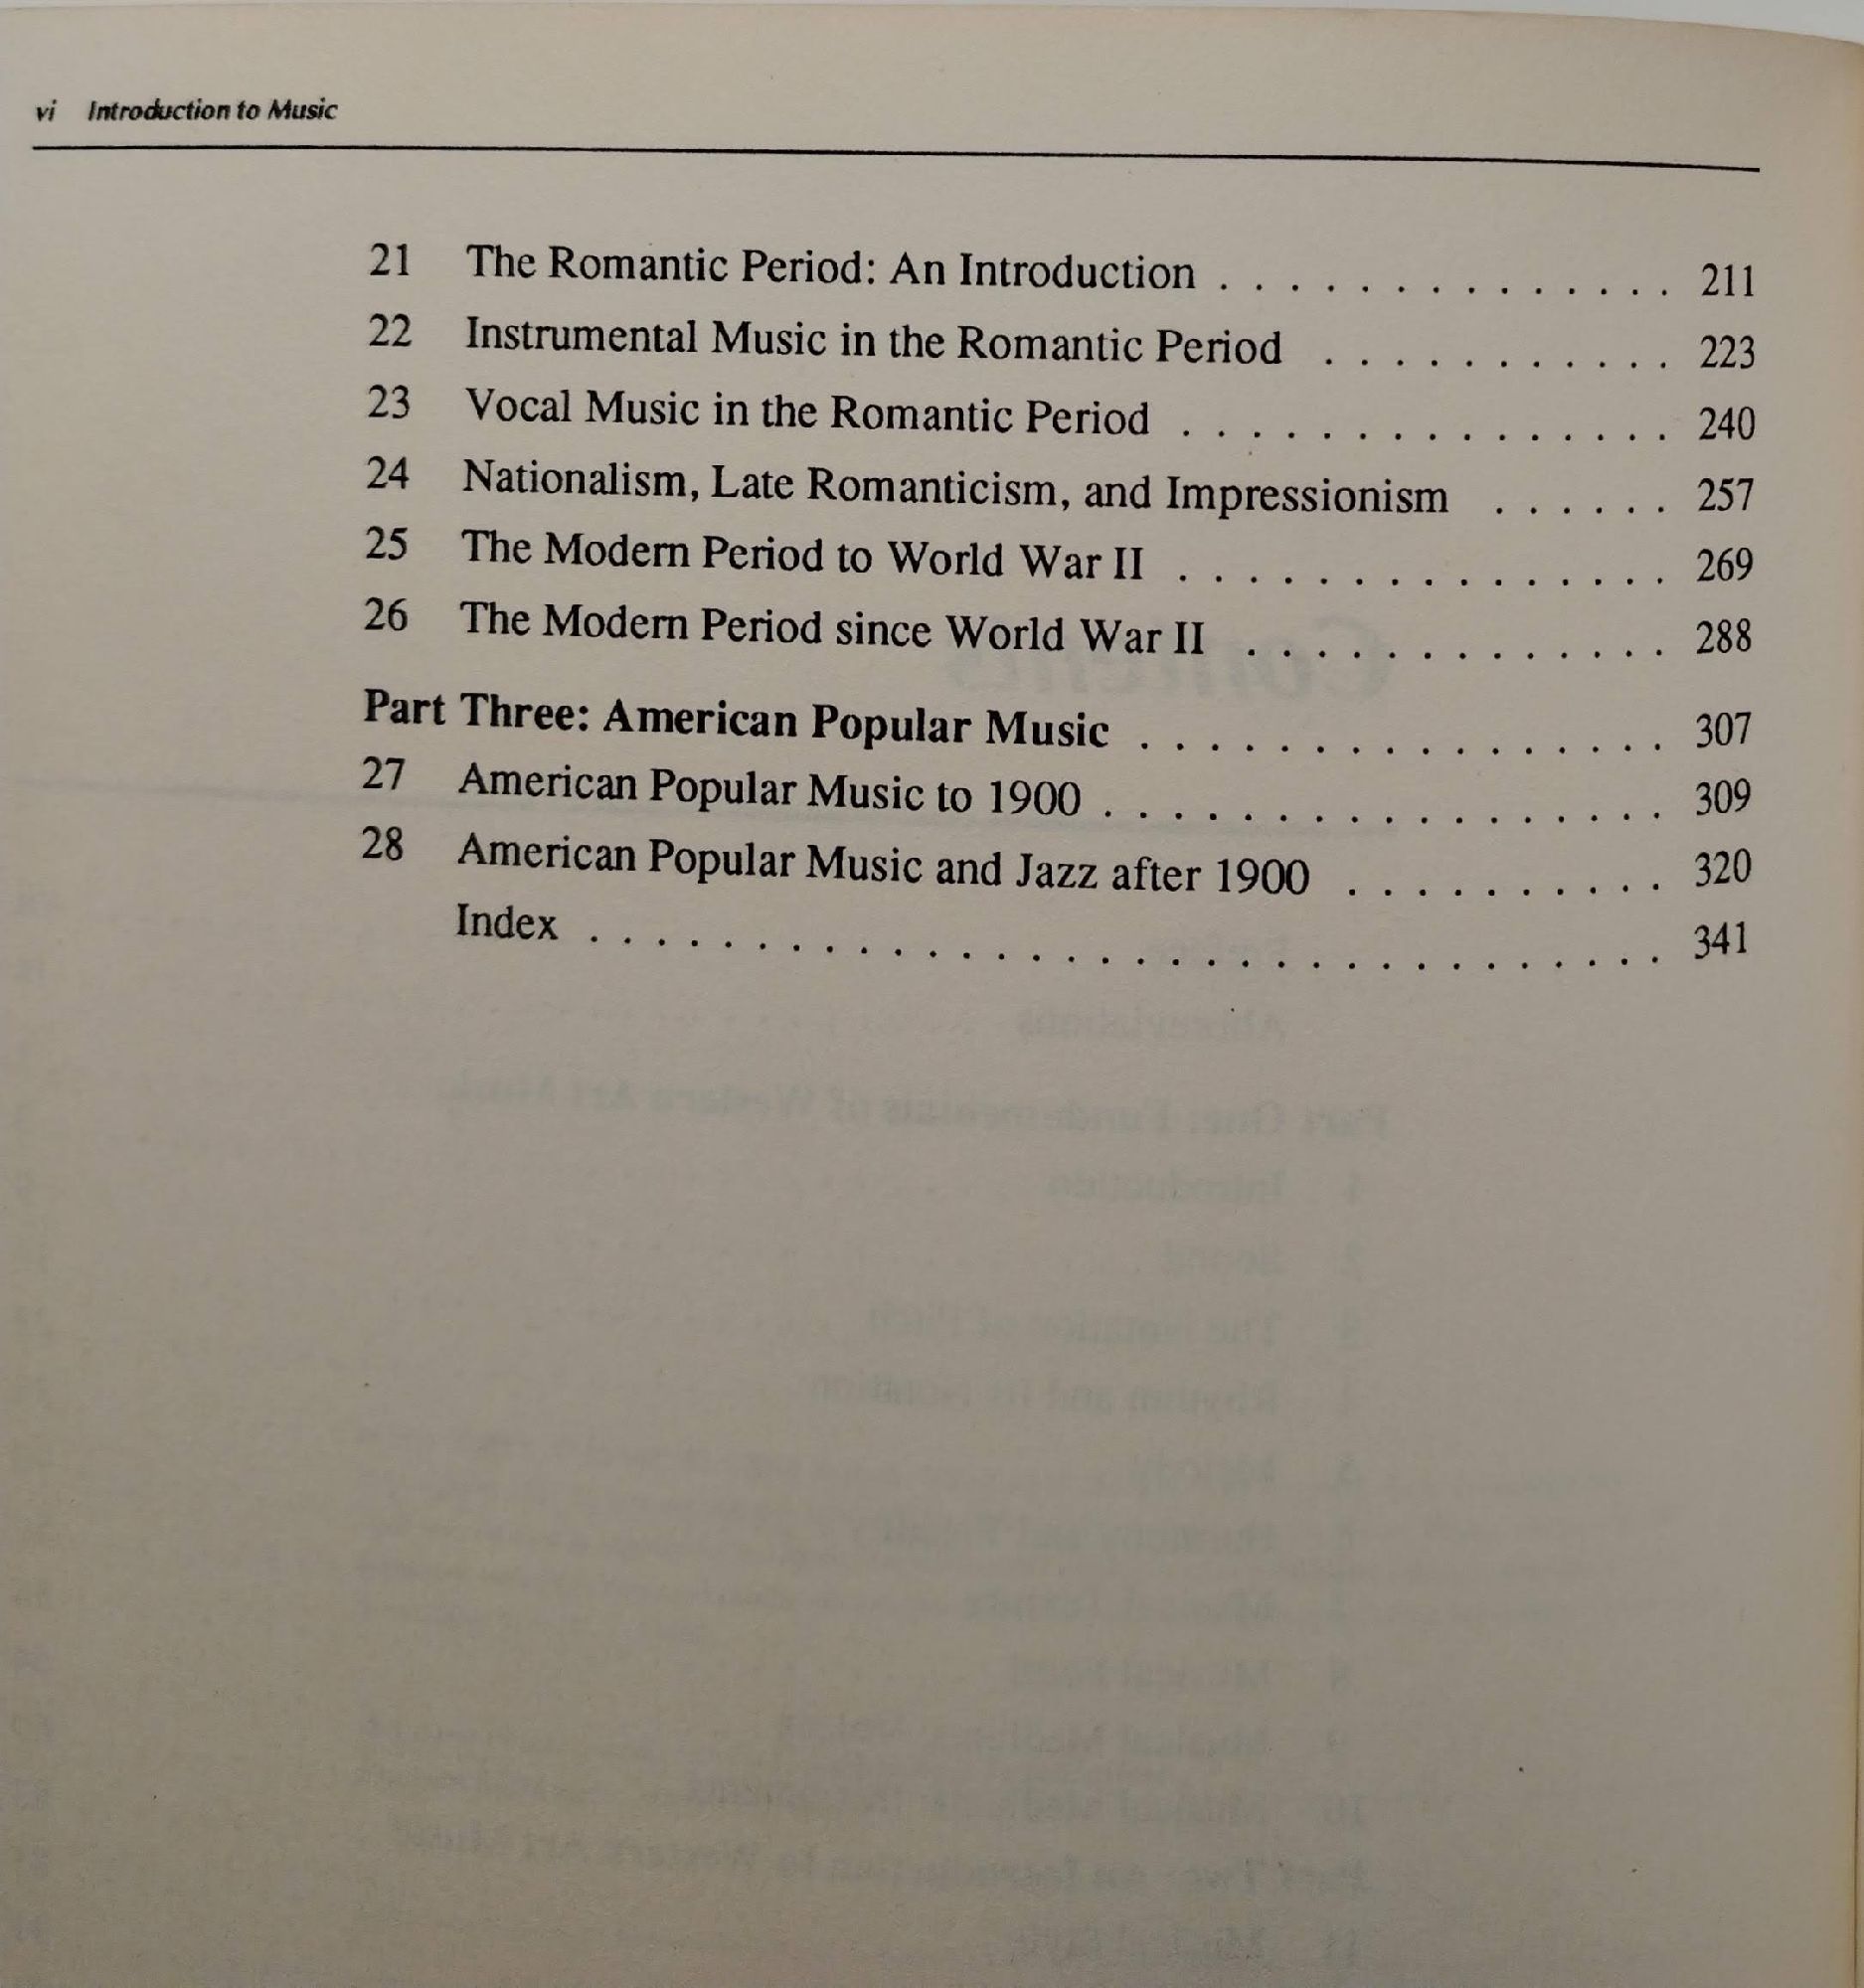 vi Introduction to Music
21 The Romantic Period: An Introduction . . . . . . . . . . . . . . 211
22 Instrumental Music in the Romantic Period . . . . . . . . . . . 223
23 Vocal Music in the Romantic Period . . . . . . . . . . . . . . . 240
24 Nationalism, Late Romanticism, and Impressionism . . . . . . 257
25 The Modern Period to World War II . . . . . . . . . . . . . . . 269
26 The Modern Period since World War II . . . . . . . . . . . . . 288
Part Three: American Popular Music . . . . . . . . . . . . . . . . 307
27 American Popular Music to 1900 . . . . . . . . . . . . . . . . . 309
28 American Popular Music and Jazz after 1900 . . . . . . . . . . 320
Index . . . . . . . . . . . . . . . . . . . . . . . . . . . . . . . . 341